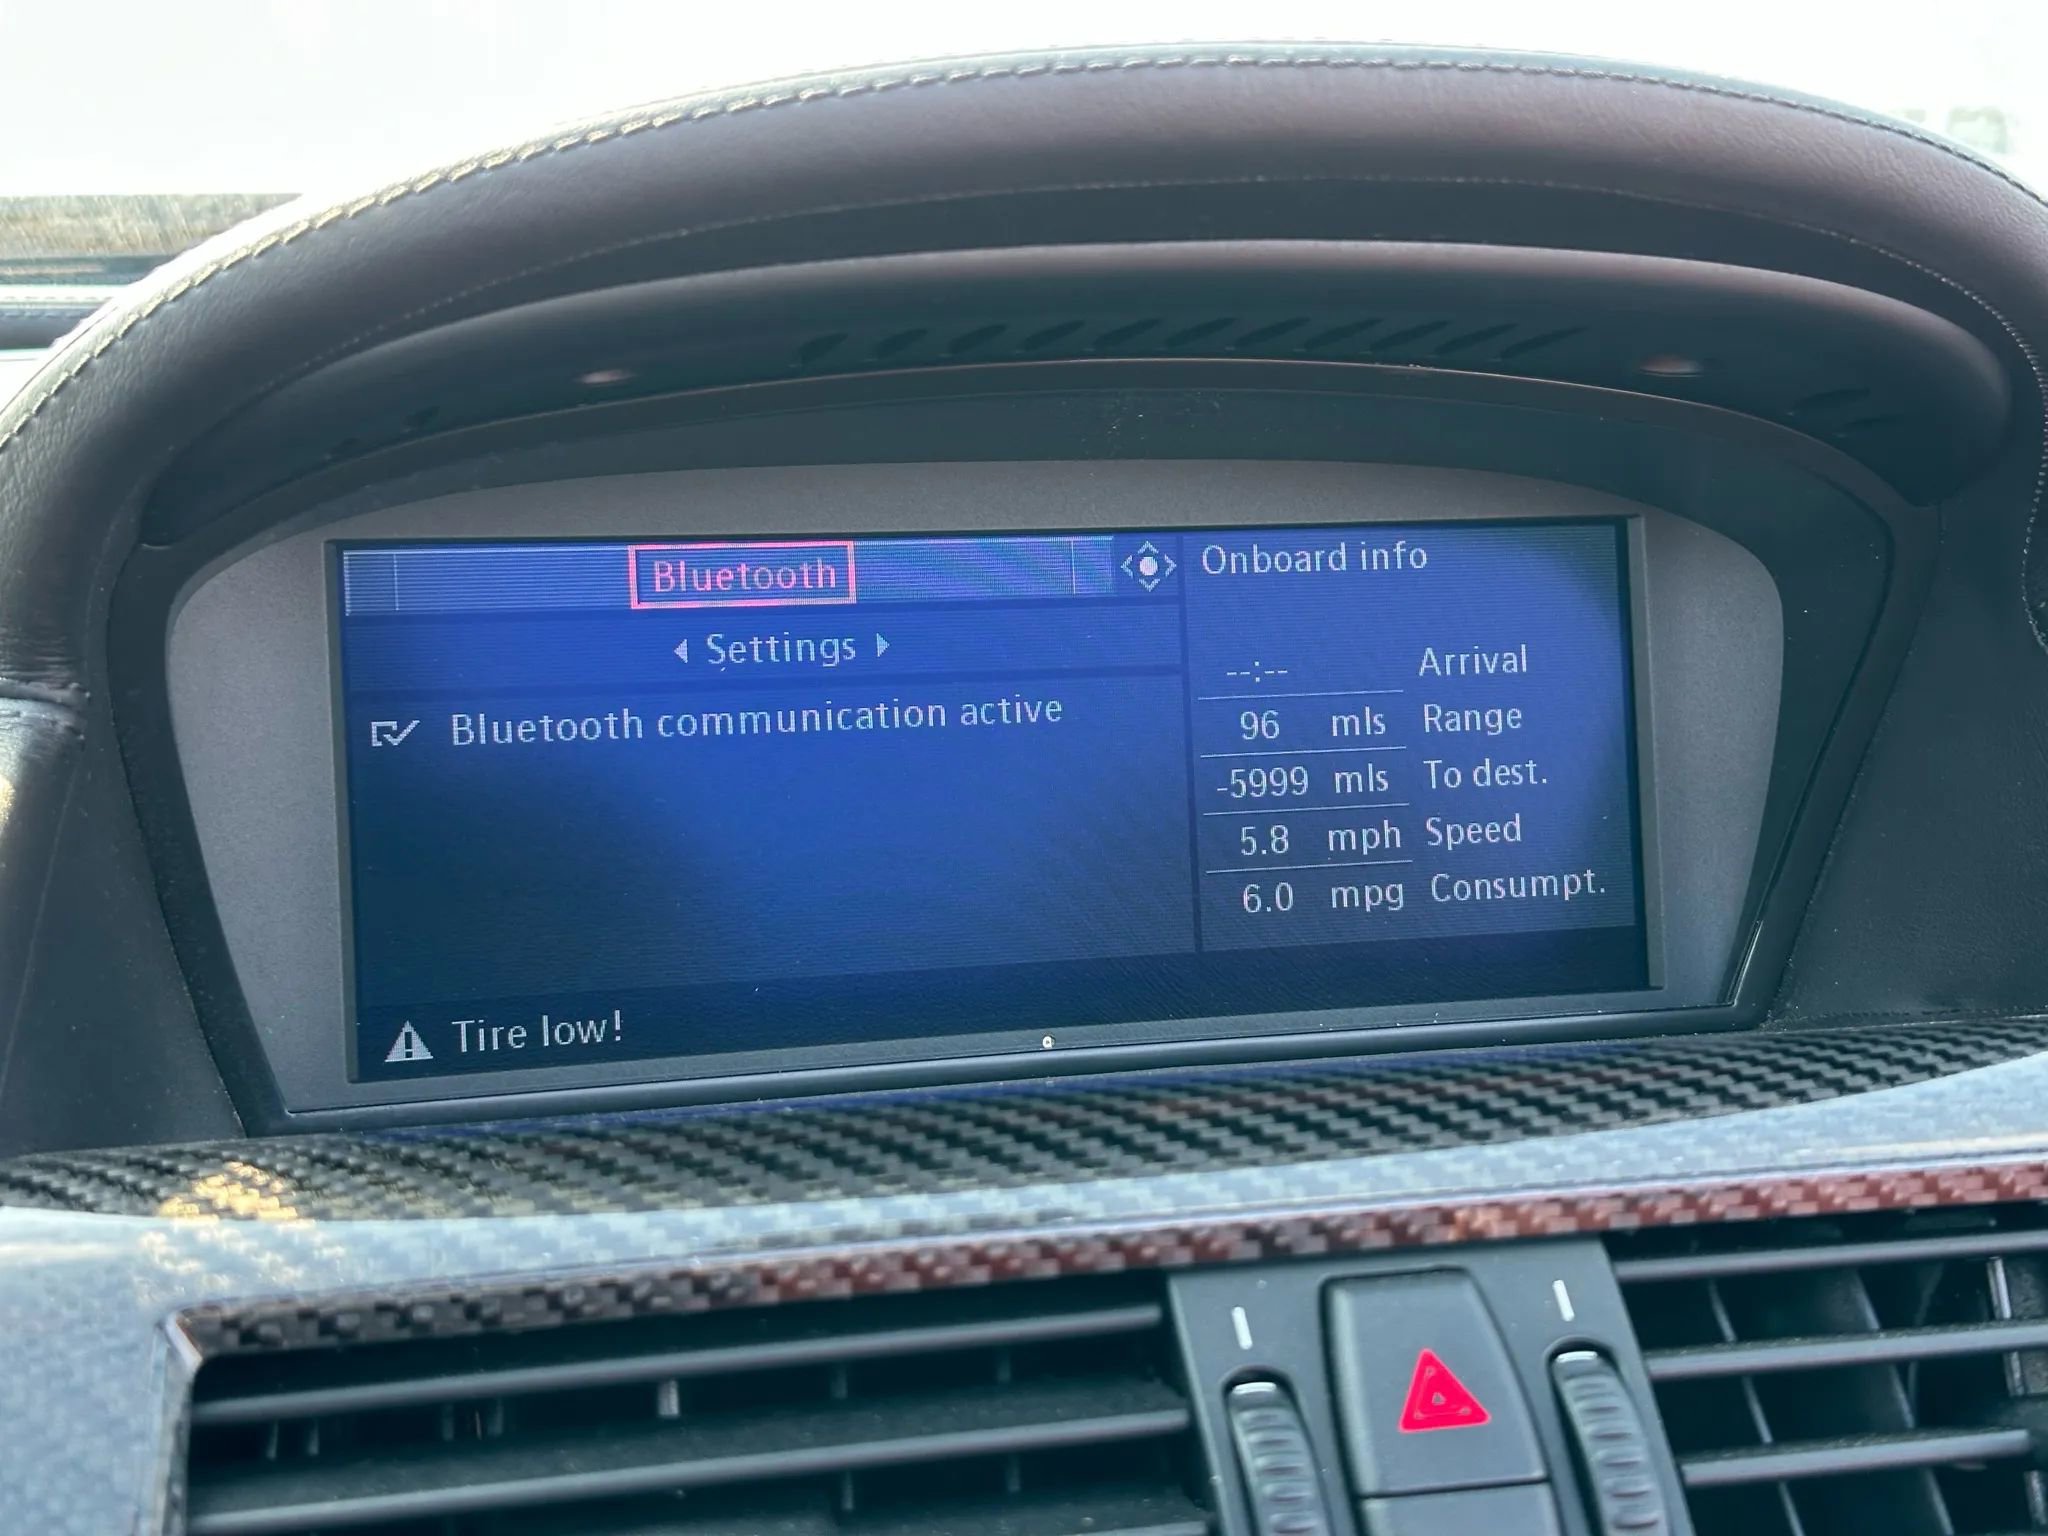 Bluetooth
Settings
Bluetooth communication active
Onboard info
--:-- Arrival
96 mls Range
-5999 mls To dest.
5.8 mph Speed
6.0 mpg Consumpt.
Tire low!